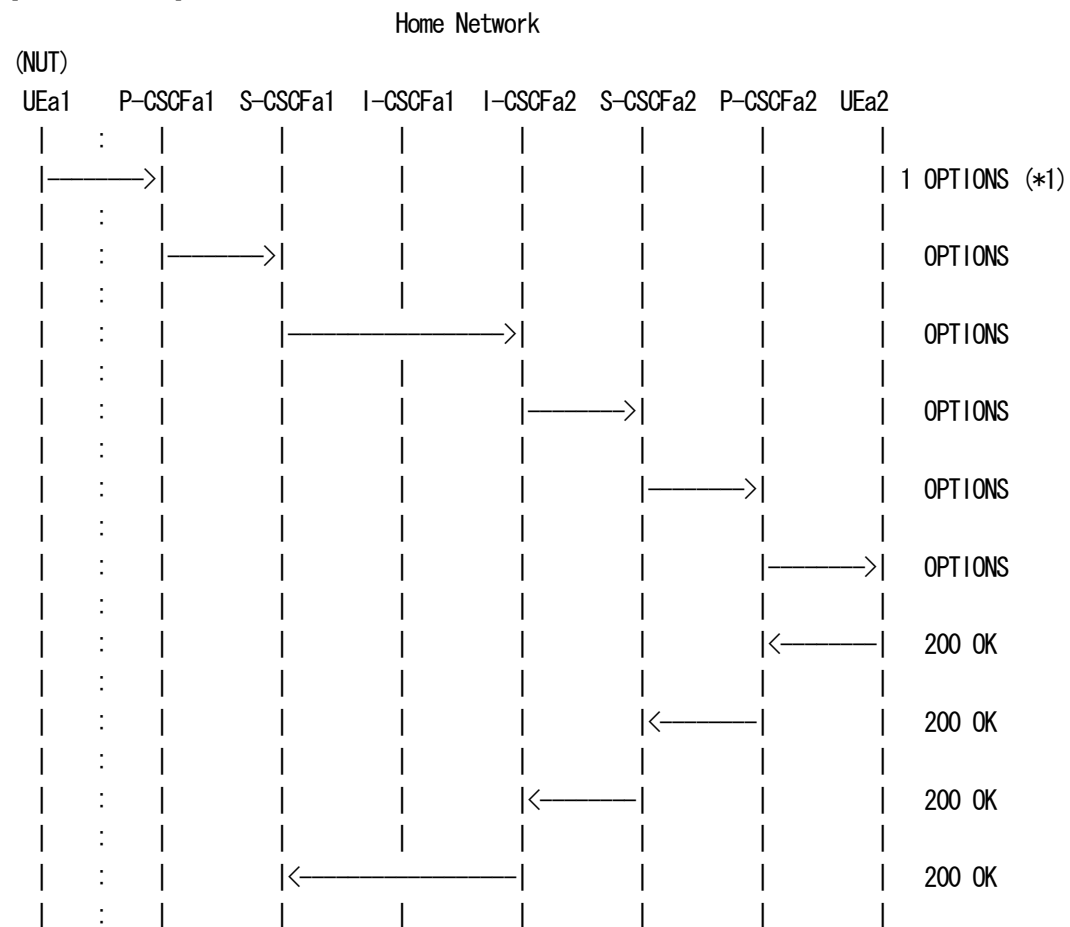 Home Network
(NUT)
UEa1 P-CSCFa1 S-CSCFa1 I-CSCFa1 I-CSCFa2 S-CSCFa2 P-CSCFa2 UEa2
1 OPTIONS (*1)
OPTIONS
OPTIONS
OPTIONS
OPTIONS
OPTIONS
200 OK
200 OK
200 OK
200 OK